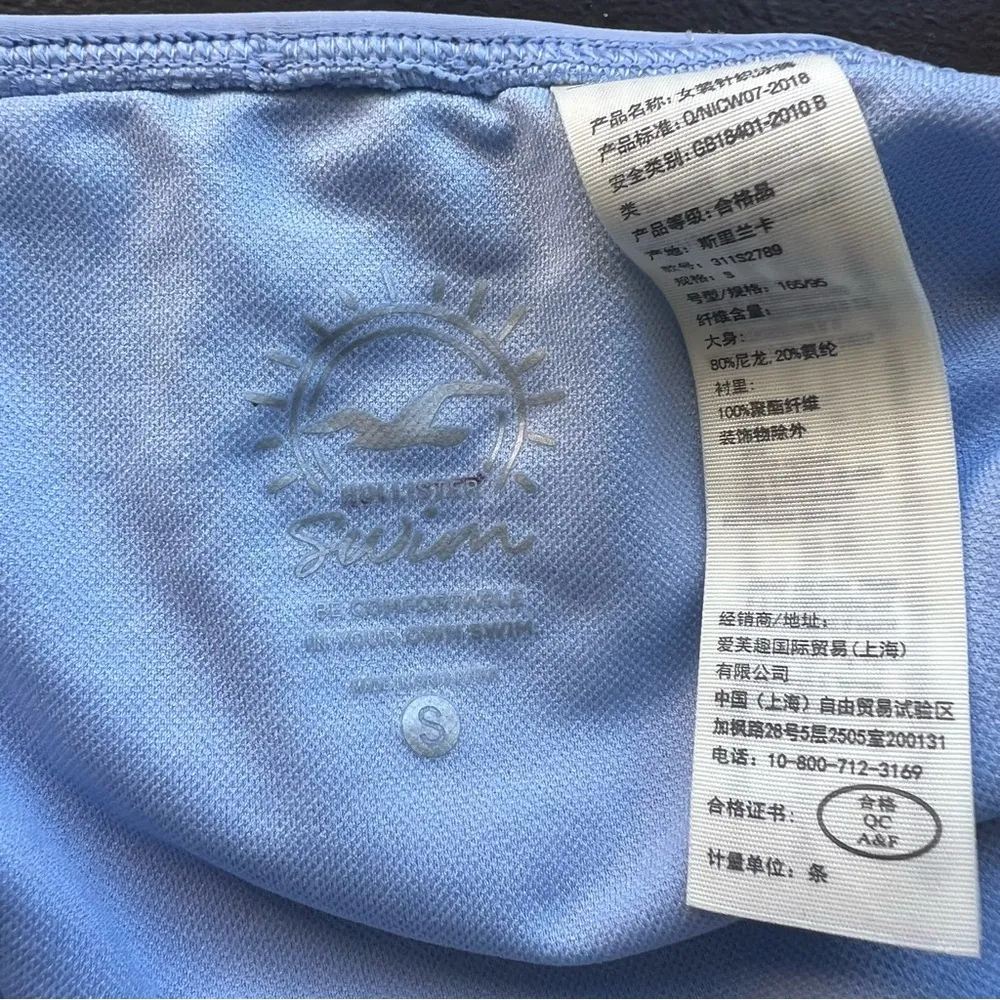 HOLLISTER
Swim
BE COMFORTABLE
IN YOUR OWN SWIM
MADE IN
S
产品名称：女装针织泳裤
产品标准：Q/NICW07-2018
安全类别：GB18401-2010 B
类
产品等级：合格品
产地：斯里兰卡
款号：311S2789
规格：S
号型/规格：165/95
纤维含量：
大身：
80%尼龙，20%氨纶
衬里：
100%聚酯纤维
装饰物除外
经销商/地址：
爱芙趣国际贸易(上海)
有限公司
中国（上海）自由贸易试验区
加枫路28号5层2505室200131
电话：10-800-712-3169
合格证书：
合格
QC
A&F
计量单位：条